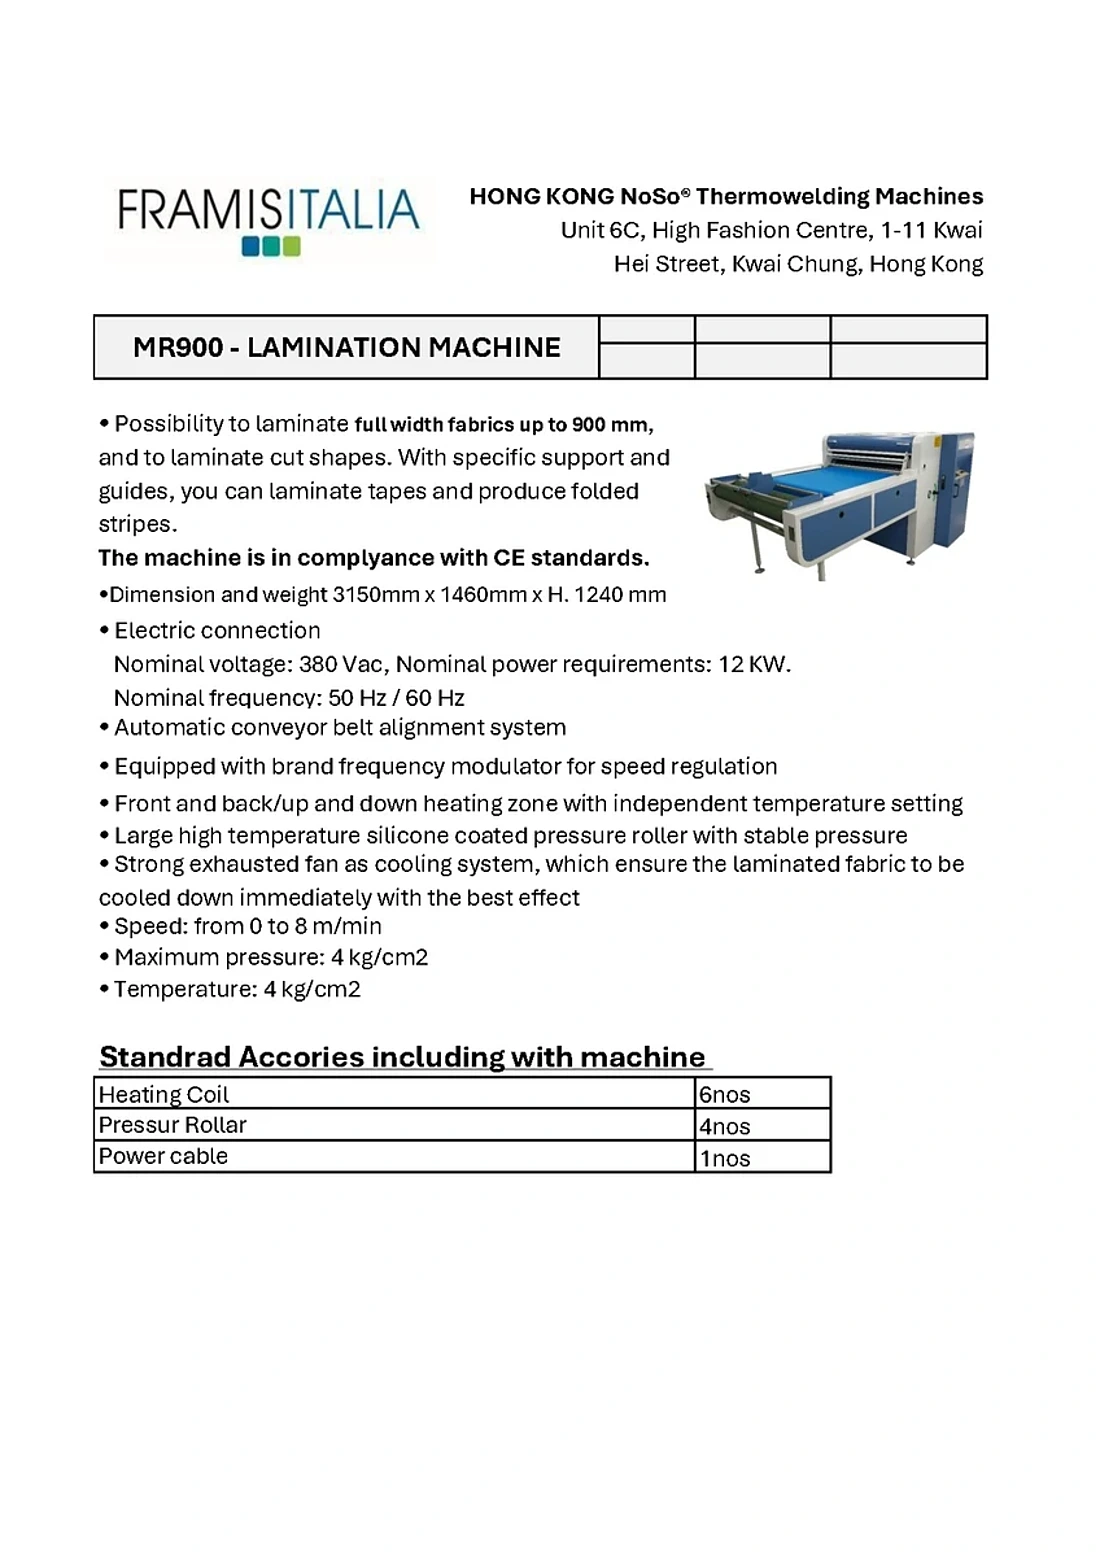 FRAMISITALIA
HONG KONG NoSo® Thermowelding Machines
Unit 6C, High Fashion Centre, 1-11 Kwai
Hei Street, Kwai Chung, Hong Kong
MR900 - LAMINATION MACHINE
• Possibility to laminate full width fabrics up to 900 mm,
and to laminate cut shapes. With specific support and
guides, you can laminate tapes and produce folded
stripes.
The machine is in complyance with CE standards.
•Dimension and weight 3150mm x 1460mm x H. 1240 mm
• Electric connection
Nominal voltage: 380 Vac, Nominal power requirements: 12 KW.
Nominal frequency: 50 Hz / 60 Hz
• Automatic conveyor belt alignment system
• Equipped with brand frequency modulator for speed regulation
• Front and back/up and down heating zone with independent temperature setting
• Large high temperature silicone coated pressure roller with stable pressure
• Strong exhausted fan as cooling system, which ensure the laminated fabric to be
cooled down immediately with the best effect
• Speed: from 0 to 8 m/min
• Maximum pressure: 4 kg/cm2
• Temperature: 4 kg/cm2
Standrad Accories including with machine
Heating Coil 6nos
Pressur Rollar 4nos
Power cable 1nos